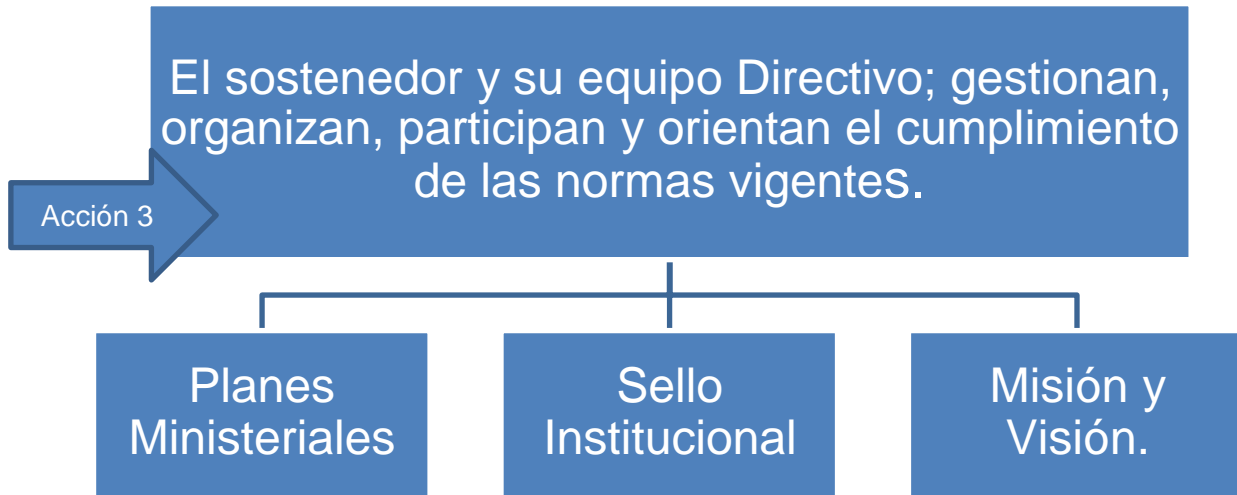 El sostenedor y su equipo Directivo; gestionan,
organizan, participan y orientan el cumplimiento
de las normas vigentes.
Acción 3
Planes
Ministeriales
Sello
Institucional
Misión y
Visión.